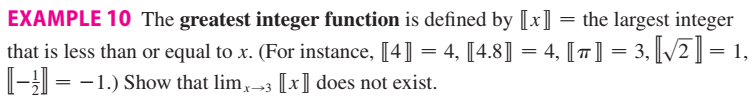 EXAMPLE 10 The greatest integer function is defined by ⟦x⟧ = the largest integer
that is less than or equal to x. (For instance, ⟦4⟧ = 4, ⟦4.8⟧ = 4, ⟦π⟧ = 3, ⟦√2⟧ = 1,
⟦−½⟧ = −1.) Show that limₓ→₃ ⟦x⟧ does not exist.